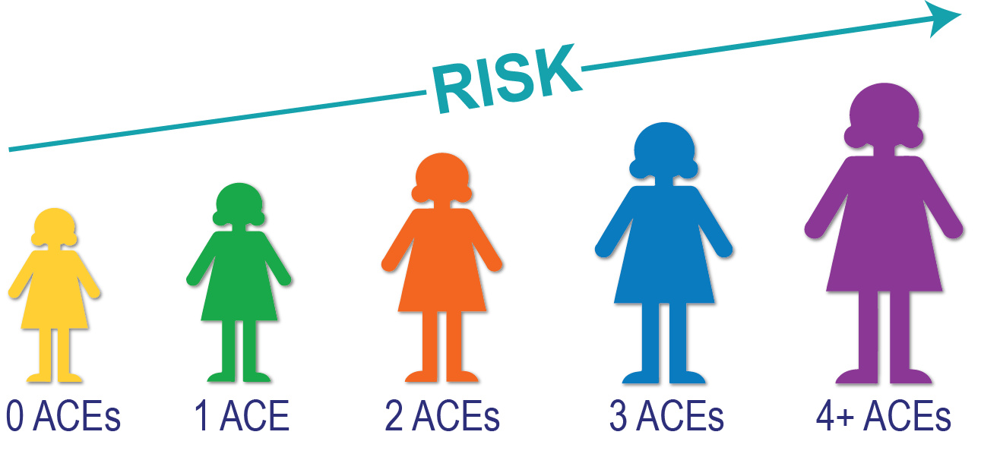 RISK
0 ACEs
1 ACE
2 ACEs
3 ACEs
4+ ACEs